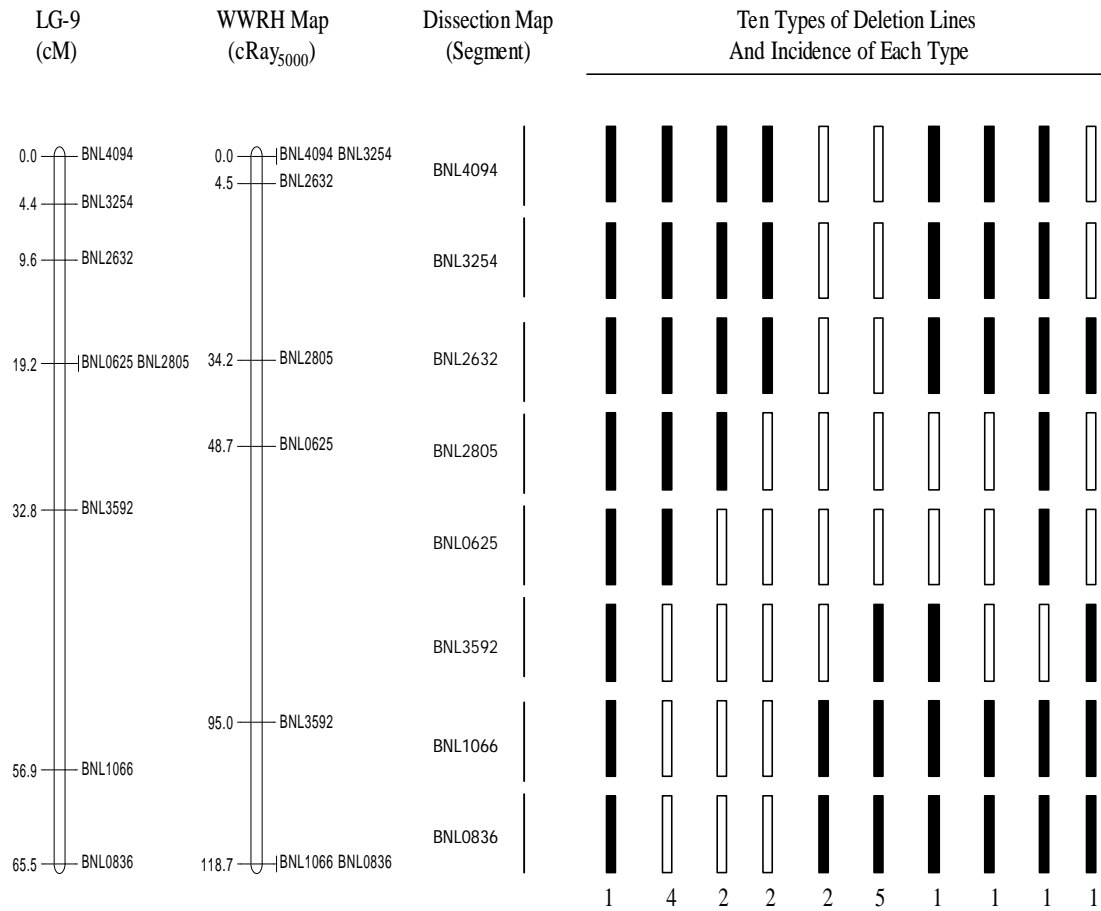 LG-9
(cM)
WWRH Map
(cRay5000)
Dissection Map
(Segment)
Ten Types of Deletion Lines
And Incidence of Each Type
0.0 BNL4094
4.4 BNL3254
9.6 BNL2632
19.2 BNL0625 BNL2805
32.8 BNL3592
56.9 BNL1066
65.5 BNL0836
0.0 BNL4094 BNL3254
4.5 BNL2632
34.2 BNL2805
48.7 BNL0625
95.0 BNL3592
118.7 BNL1066 BNL0836
BNL4094
BNL3254
BNL2632
BNL2805
BNL0625
BNL3592
BNL1066
BNL0836
1 4 2 2 2 5 1 1 1 1